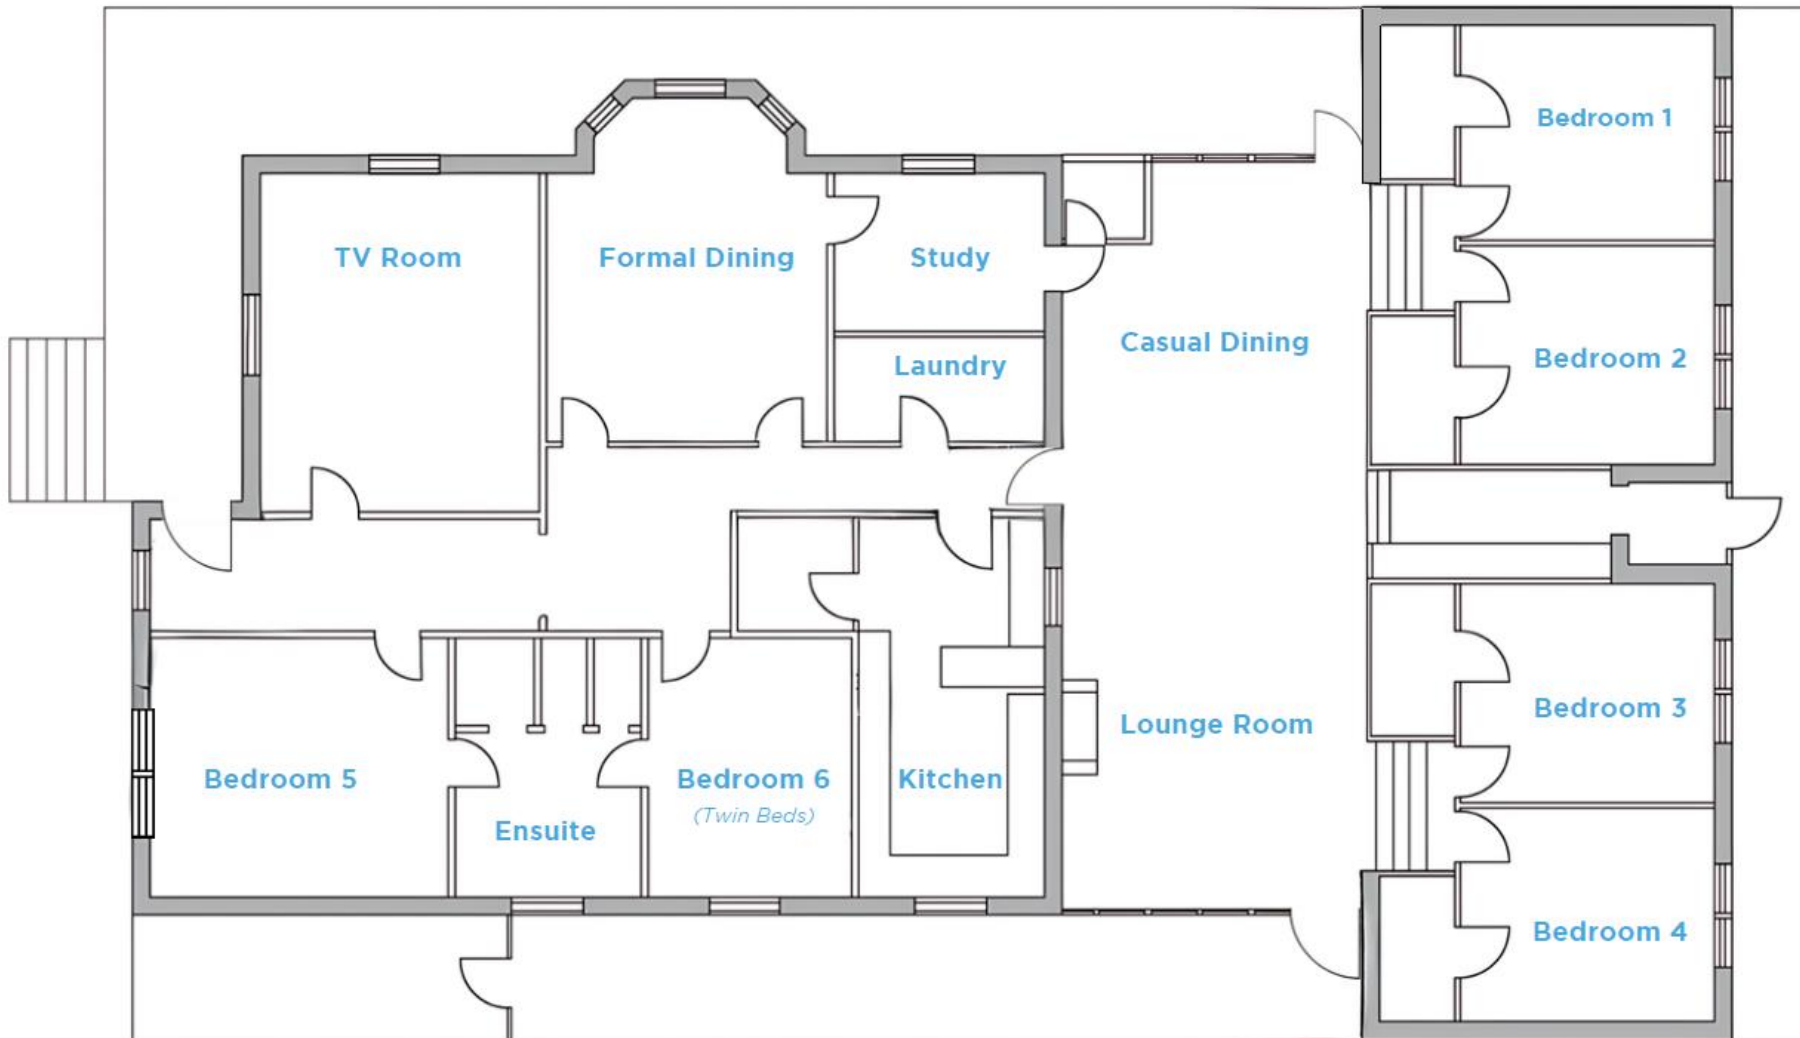 Bedroom 1
TV Room
Formal Dining
Study
Casual Dining
Bedroom 2
Laundry
Bedroom 3
Lounge Room
Bedroom 5
Bedroom 6
(Twin Beds)
Kitchen
Ensuite
Bedroom 4